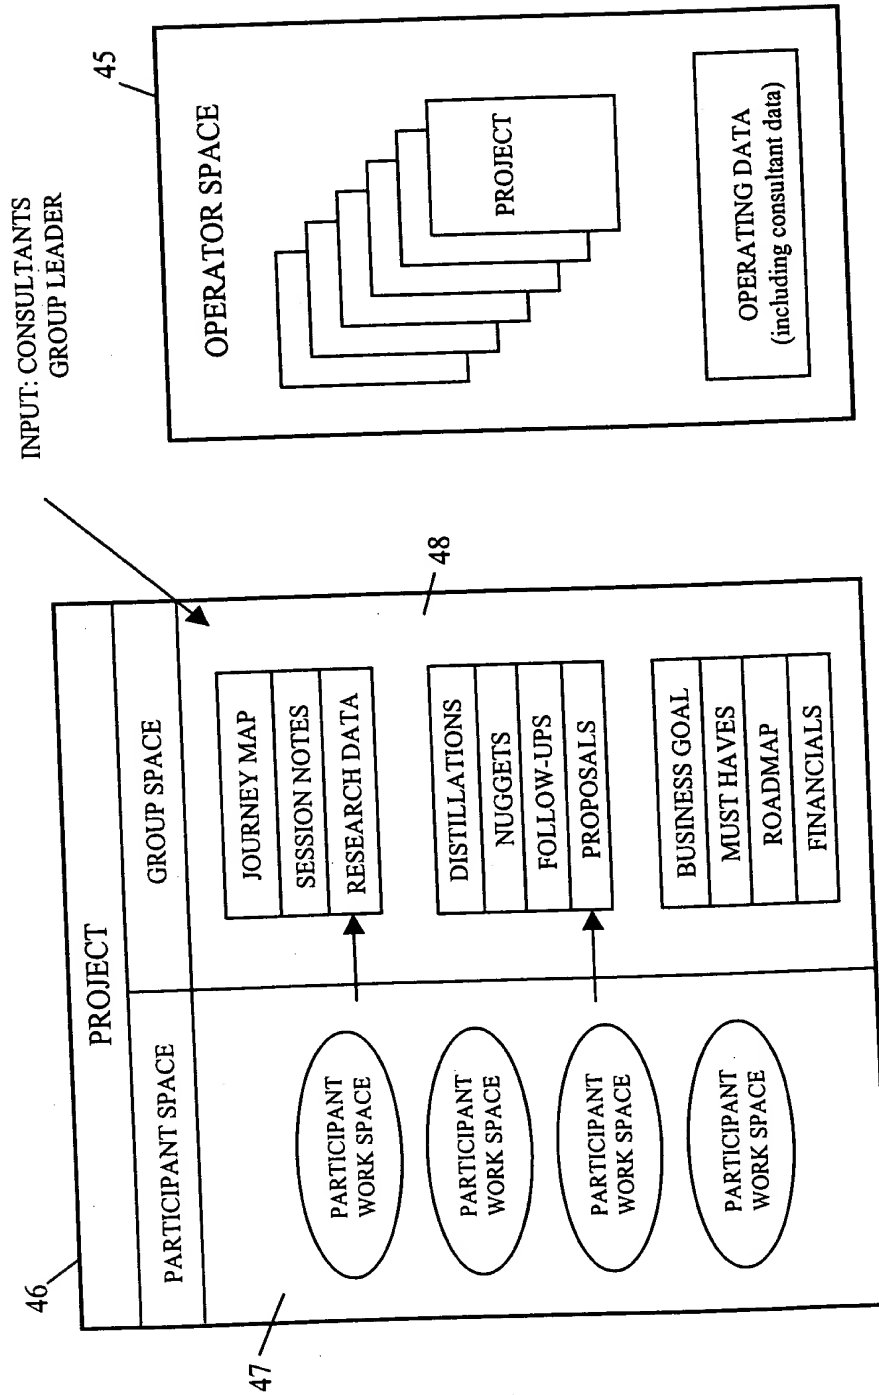 46
PROJECT
PARTICIPANT SPACE
GROUP SPACE
47
PARTICIPANT
WORK SPACE
PARTICIPANT
WORK SPACE
PARTICIPANT
WORK SPACE
PARTICIPANT
WORK SPACE
JOURNEY MAP
SESSION NOTES
RESEARCH DATA
DISTILLATIONS
NUGGETS
FOLLOW-UPS
PROPOSALS
BUSINESS GOAL
MUST HAVES
ROADMAP
FINANCIALS
48
INPUT: CONSULTANTS
GROUP LEADER
45
OPERATOR SPACE
PROJECT
OPERATING DATA
(including consultant data)